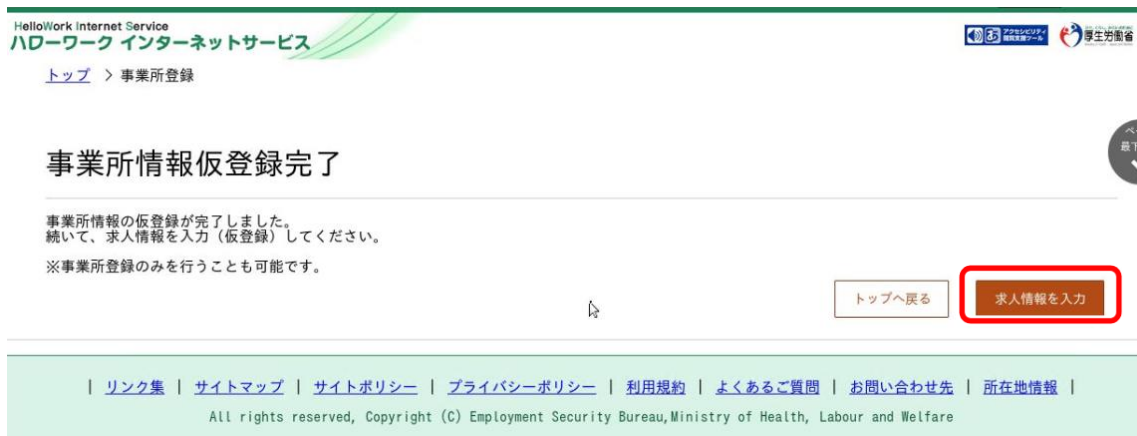 HelloWork Internet Service
ハローワーク インターネットサービス
厚生労働省
トップ > 事業所登録
事業所情報仮登録完了
事業所情報の仮登録が完了しました。
続いて、求人情報を入力（仮登録）してください。
※事業所登録のみを行うことも可能です。
トップへ戻る
求人情報を入力
| リンク集 | サイトマップ | サイトポリシー | プライバシーポリシー | 利用規約 | よくあるご質問 | お問い合わせ先 | 所在地情報 |
All rights reserved, Copyright (C) Employment Security Bureau,Ministry of Health, Labour and Welfare